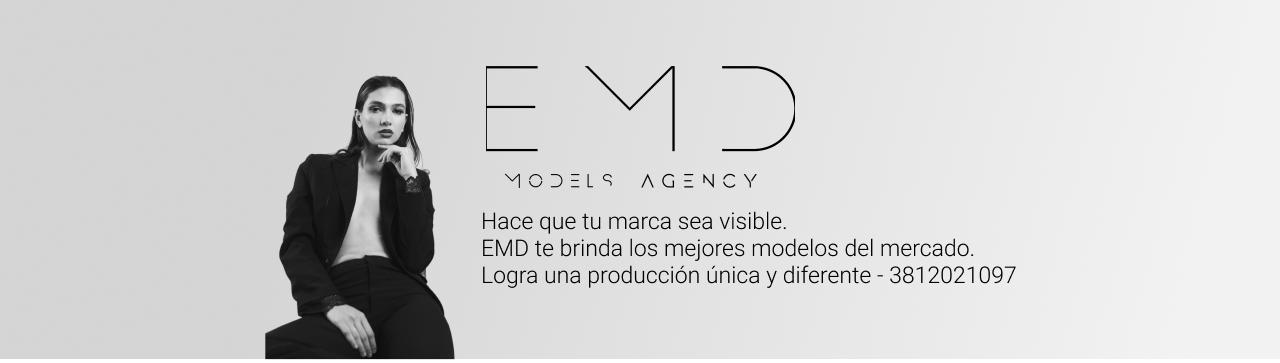 EMD
MODELS AGENCY
Hace que tu marca sea visible.
EMD te brinda los mejores modelos del mercado.
Logra una producción única y diferente - 3812021097